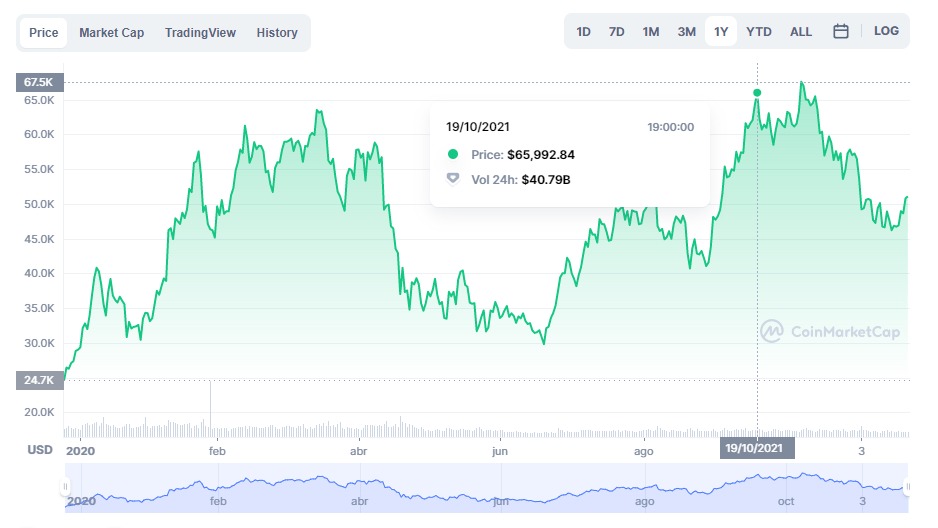 Price Market Cap TradingView History
1D 7D 1M 3M 1Y YTD ALL LOG
67.5K
65.0K
60.0K
55.0K
50.0K
45.0K
40.0K
35.0K
30.0K
24.7K
20.0K
19/10/2021 19:00:00
Price: $65,992.84
Vol 24h: $40.79B
CoinMarketCap
USD 2020 feb abr jun ago 19/10/2021 3
2020 feb abr jun ago oct 3